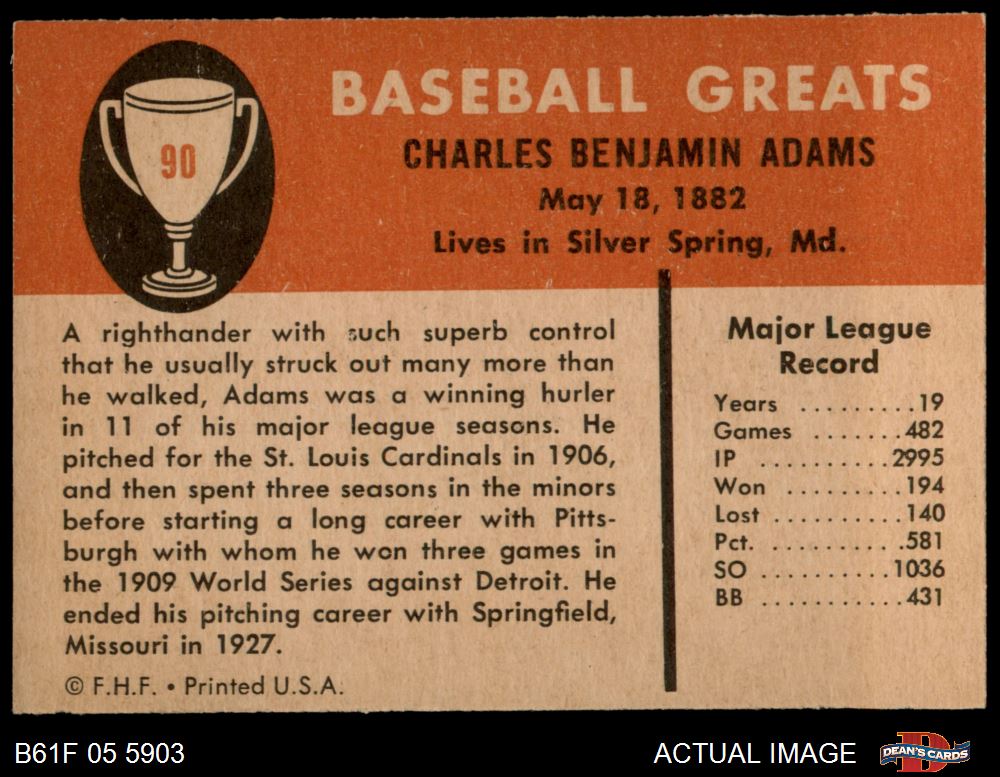 90
BASEBALL GREATS
CHARLES BENJAMIN ADAMS
May 18, 1882
Lives in Silver Spring, Md.
A righthander with such superb control
that he usually struck out many more than
he walked, Adams was a winning hurler
in 11 of his major league seasons. He
pitched for the St. Louis Cardinals in 1906,
and then spent three seasons in the minors
before starting a long career with Pitts-
burgh with whom he won three games in
the 1909 World Series against Detroit. He
ended his pitching career with Springfield,
Missouri in 1927.
© F.H.F. • Printed U.S.A.
Major League
Record
Years .........19
Games .......482
IP ..........2995
Won .........194
Lost ..........140
Pct. ..........581
SO ..........1036
BB ...........431
B61F 05 5903
ACTUAL IMAGE
D
DEAN'S CARDS